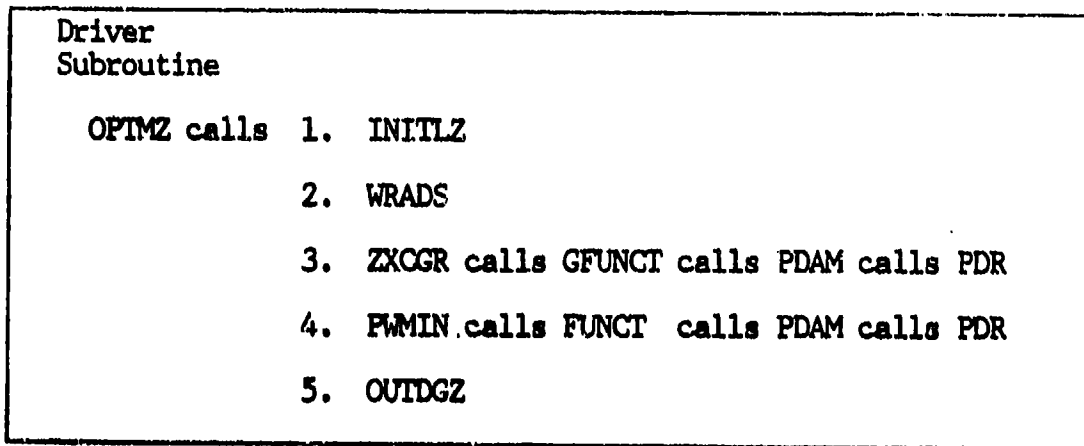 Driver
Subroutine
OPTMZ calls 1. INITLZ
2. WRADS
3. ZXCGR calls GFUNCT calls PDAM calls PDR
4. PWMIN calls FUNCT calls PDAM calls PDR
5. OUTDGZ